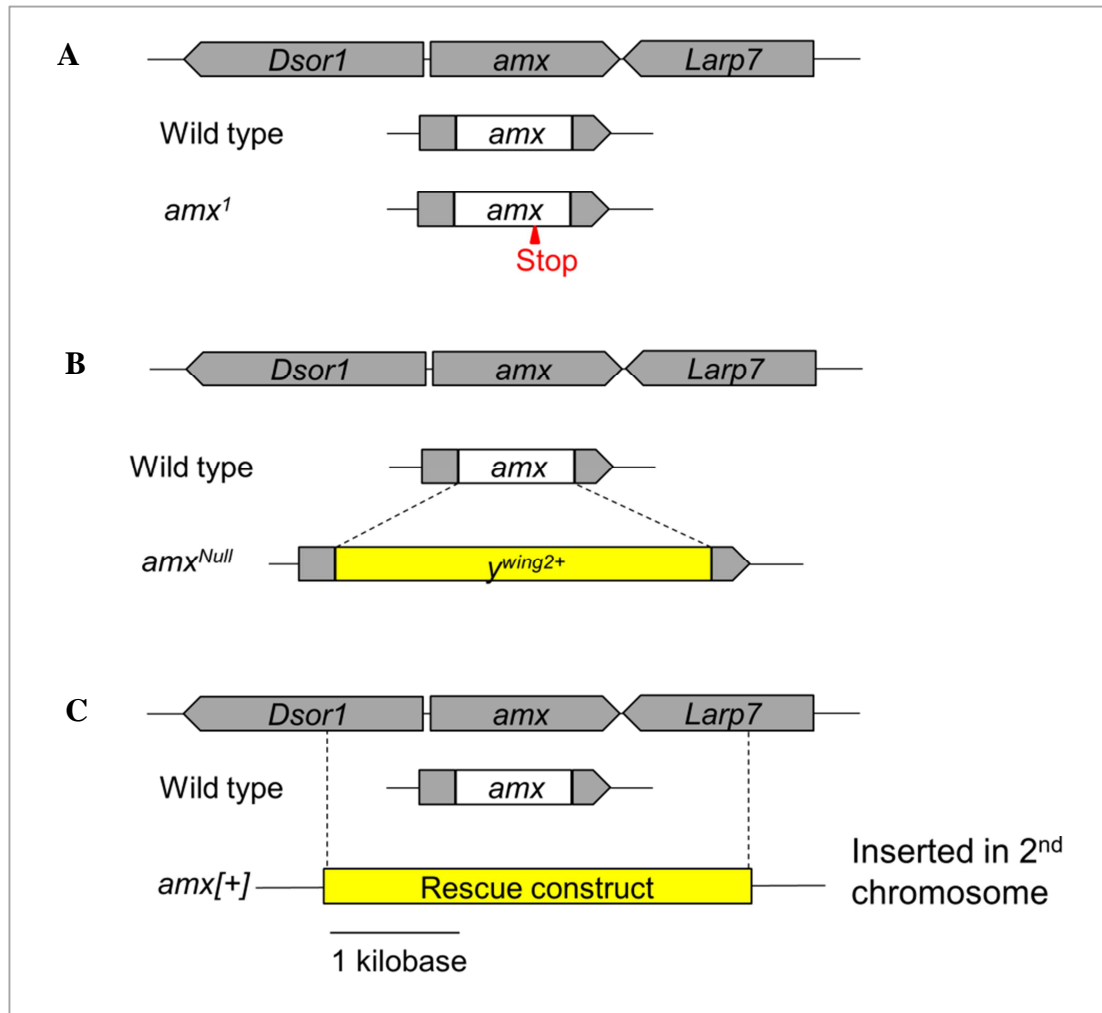 A
Dsor1 amx Larp7
Wild type amx
amx1 amx
Stop
B
Dsor1 amx Larp7
Wild type amx
amxNull ywing2+
C
Dsor1 amx Larp7
Wild type amx
amx[+] Rescue construct
Inserted in 2nd
chromosome
1 kilobase